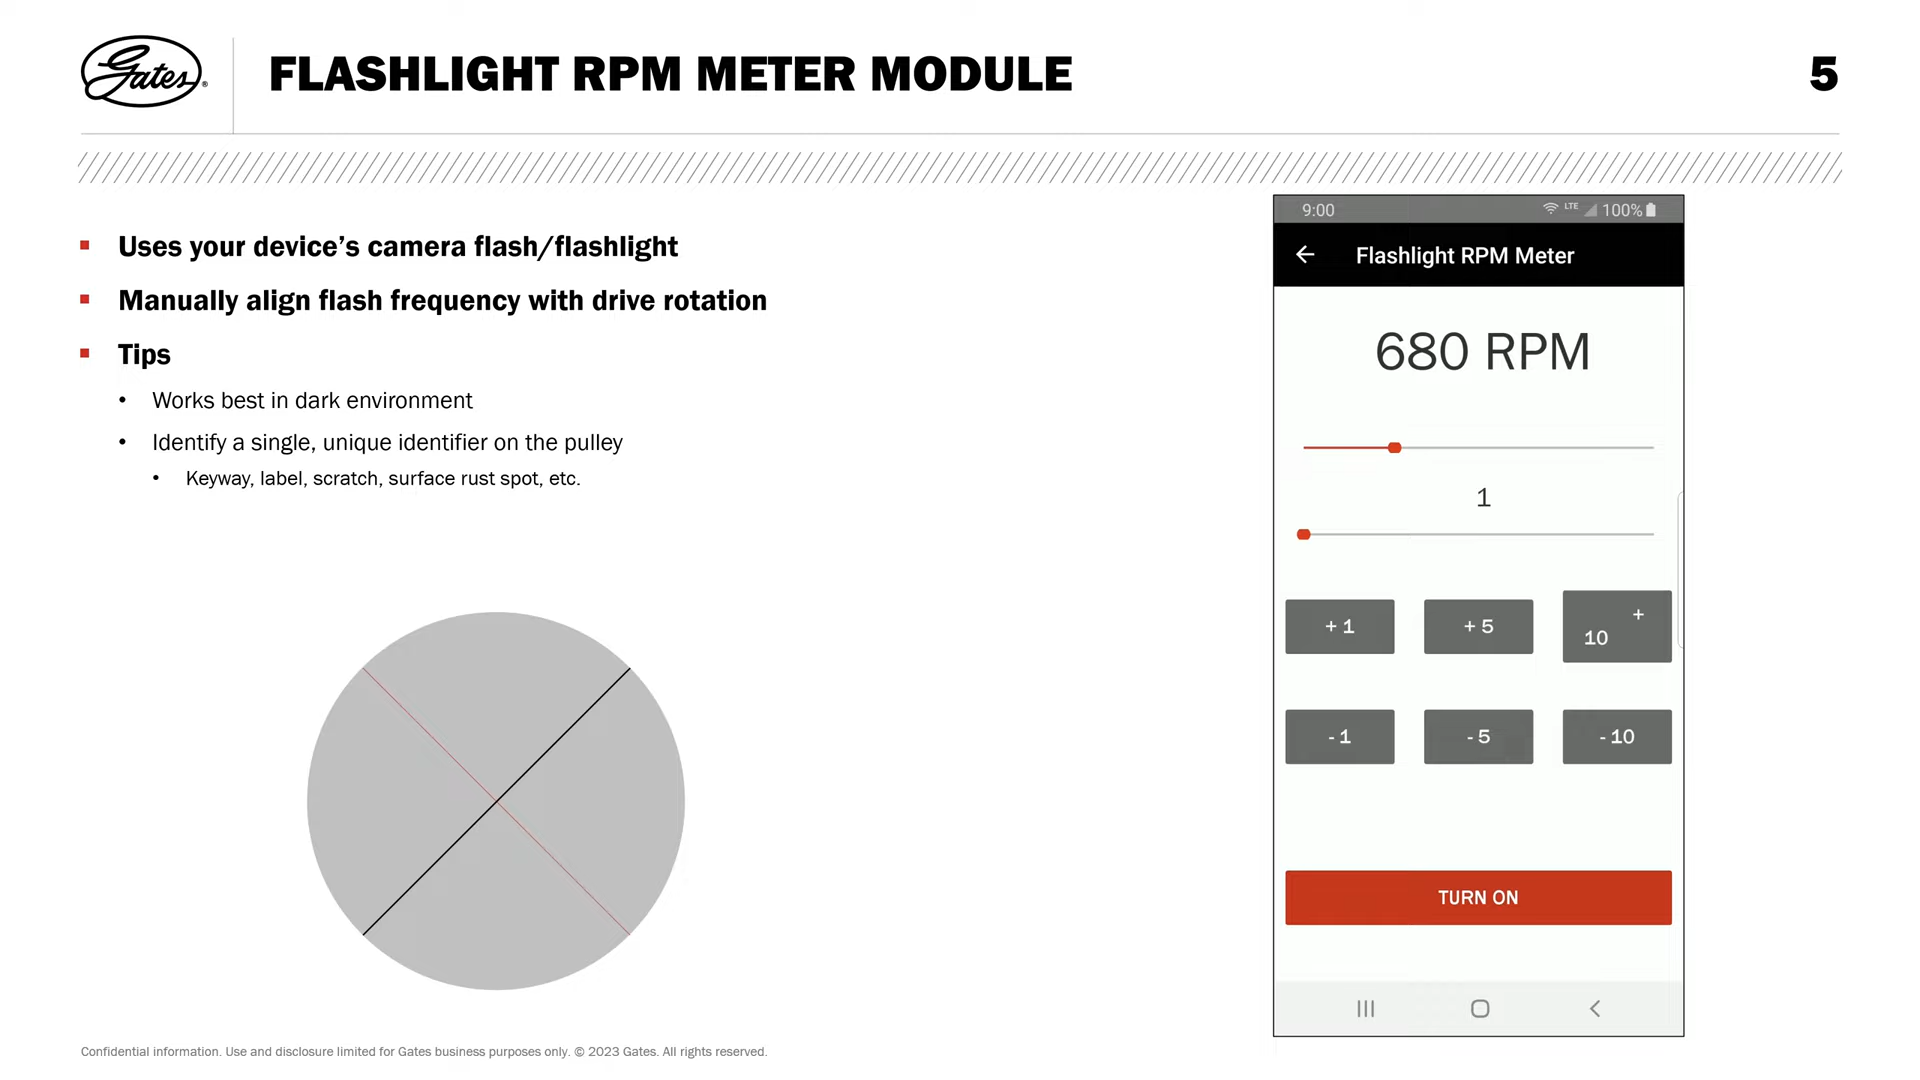 Gates®
FLASHLIGHT RPM METER MODULE
5
Uses your device’s camera flash/flashlight
Manually align flash frequency with drive rotation
Tips
Works best in dark environment
Identify a single, unique identifier on the pulley
Keyway, label, scratch, surface rust spot, etc.
9:00 LTE 100%
Flashlight RPM Meter
680 RPM
1
+ 1 + 5 + 10
- 1 - 5 - 10
TURN ON
Confidential information. Use and disclosure limited for Gates business purposes only. © 2023 Gates. All rights reserved.